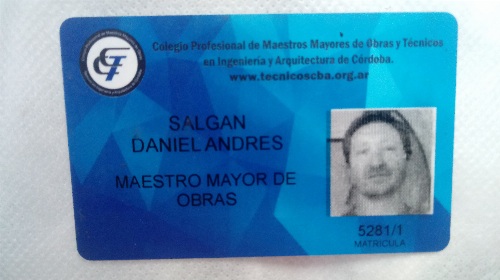 Colegio Profesional de Maestros Mayores de Obras y Técnicos
en Ingeniería y Arquitectura de Córdoba.
www.tecnicoscba.org.ar
SALGAN
DANIEL ANDRES
MAESTRO MAYOR DE
OBRAS
5281/1
MATRICULA